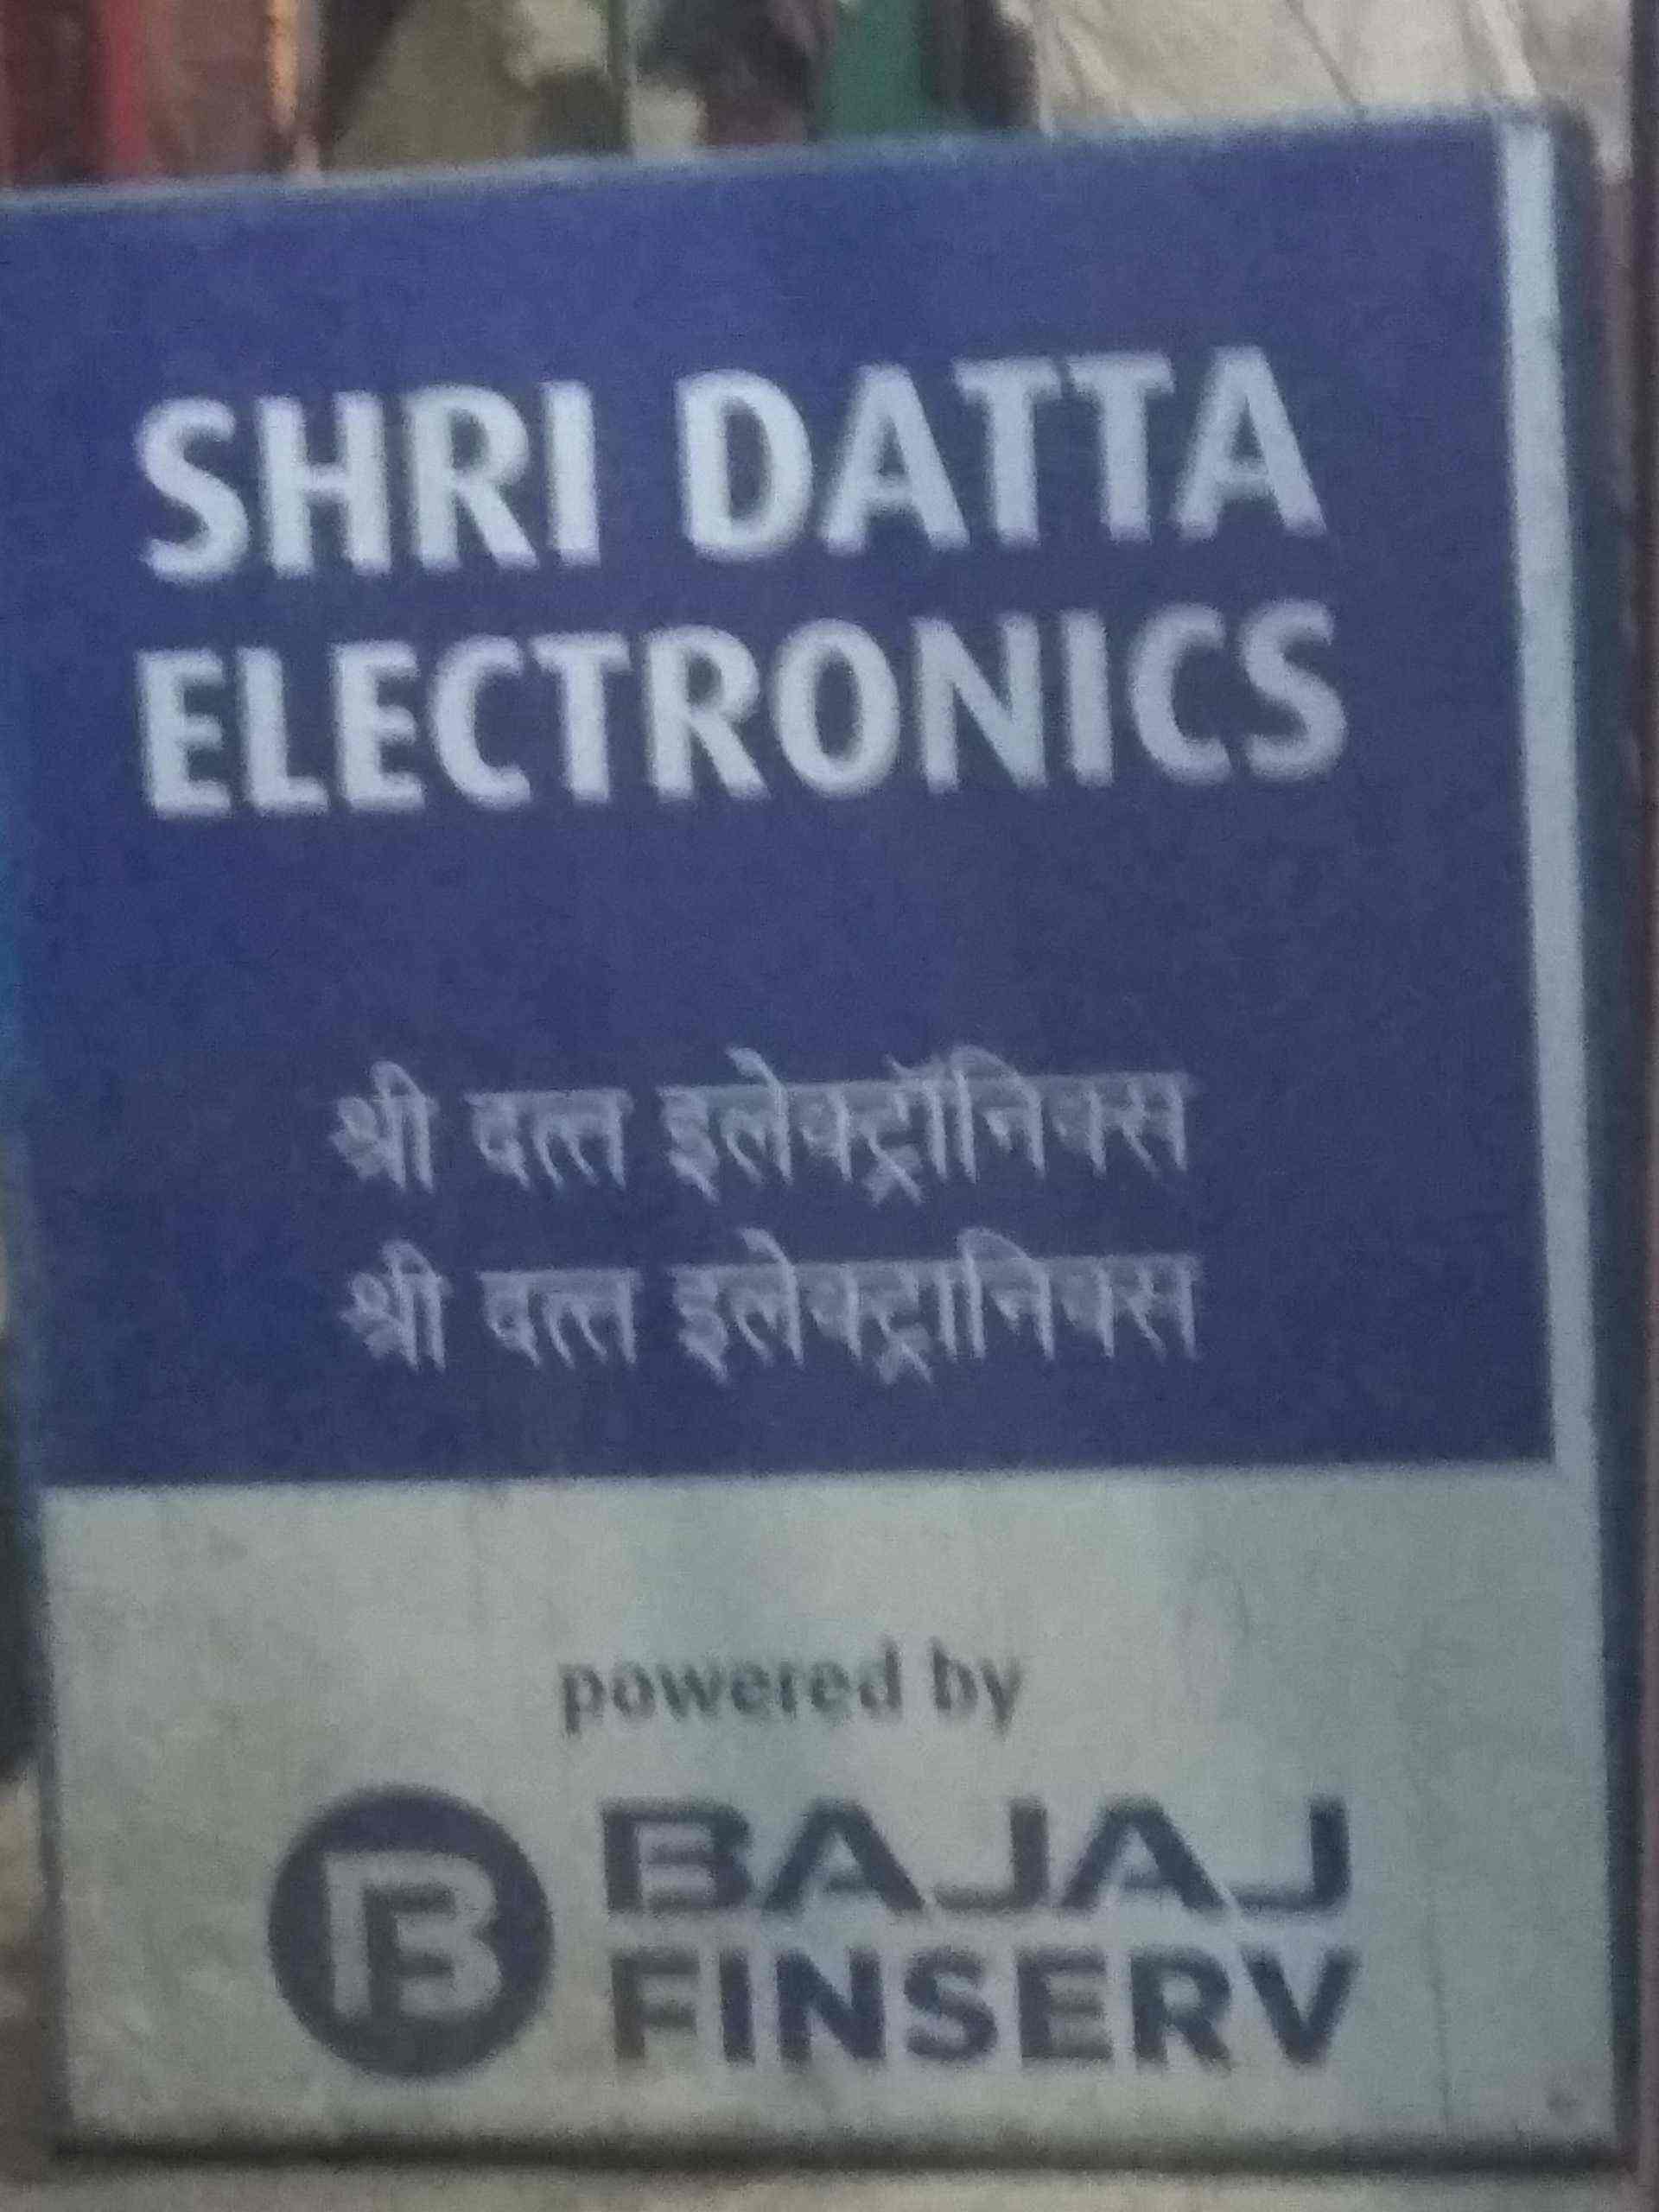 SHRI DATTA
ELECTRONICS
श्री दत्त इलेक्ट्रॉनिक्स
श्री दत्त इलेक्ट्रानिक्स
powered by
B
BAJAJ
FINSERV